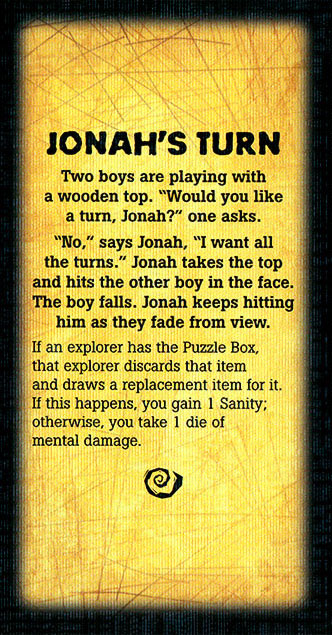 JONAH'S TURN
Two boys are playing with
a wooden top. “Would you like
a turn, Jonah?” one asks.
“No,” says Jonah, “I want all
the turns.” Jonah takes the top
and hits the other boy in the face.
The boy falls. Jonah keeps hitting
him as they fade from view.
If an explorer has the Puzzle Box,
that explorer discards that item
and draws a replacement item for it.
If this happens, you gain 1 Sanity;
otherwise, you take 1 die of
mental damage.